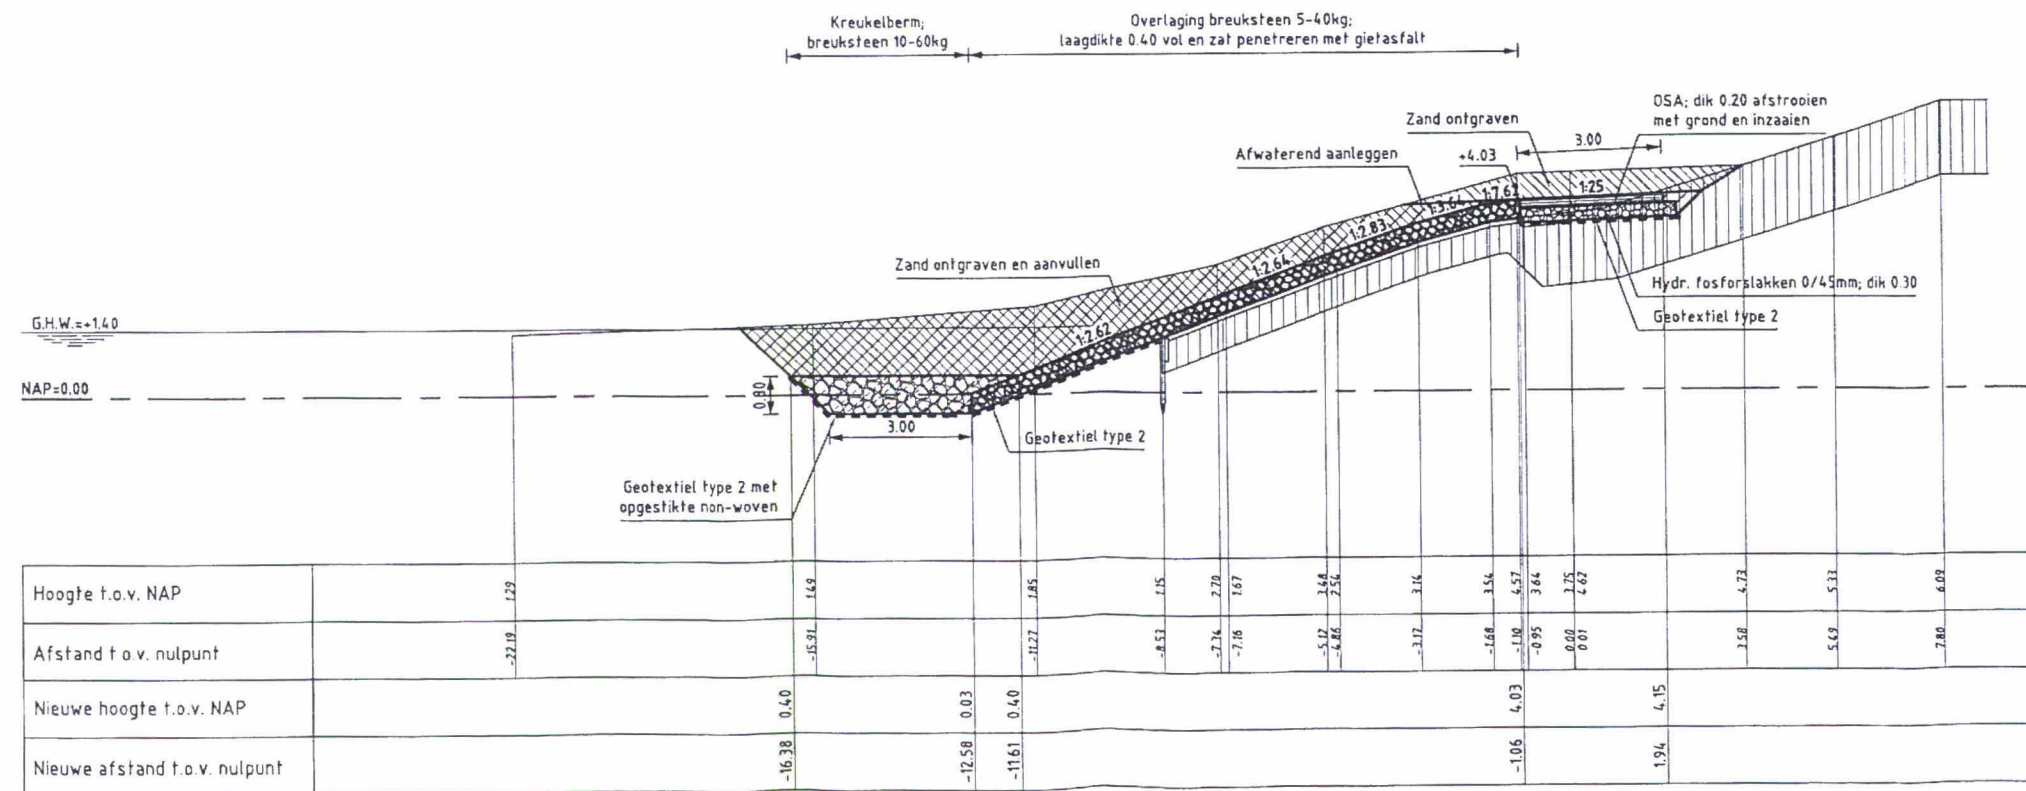 Kreukelberm;
breuksteen 10-60kg
Overlaging breuksteen 5-40kg;
laagdikte 0.40 vol en zat penetreren met gietasfalt
OSA; dik 0.20 afstrooien
met grond en inzaaien
Zand ontgraven
3.00
Afwaterend aanleggen
+4.03
1:25
1:7.62
1:3.64
1:2.83
1:2.64
Zand ontgraven en aanvullen
Hydr. fosforslakken 0/45mm; dik 0.30
Geotextiel type 2
G.H.W.=+1.40
1:2.62
NAP=0.00
0.80
3.00
Geotextiel type 2
Geotextiel type 2 met
opgestikte non-woven
Hoogte t.o.v. NAP 1.29 1.49 1.85 1.15 2.70 1.67 3.48 2.54 3.14 3.54 4.57 3.64 3.75 4.62 4.73 5.33 6.09
Afstand t o.v. nulpunt -22.19 -15.91 -11.27 -8.53 -7.34 -7.16 -5.12 -4.86 -3.17 -1.68 -1.10 -0.95 0.00 0.01 3.58 5.49 7.80
Nieuwe hoogte t.o.v. NAP 0.40 0.03 0.40 4.03 4.15
Nieuwe afstand t.o.v. nulpunt -16.38 -12.58 -11.61 -1.06 1.94